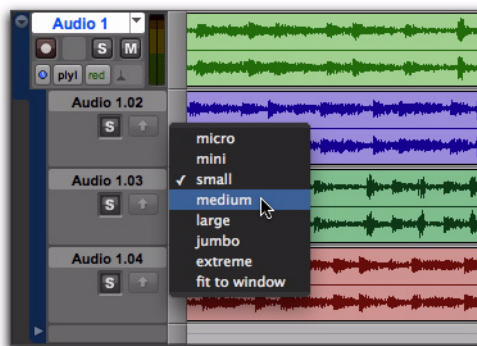 Audio 1
S M
plyl red
Audio 1.02
S
micro
mini
Audio 1.03
✓ small
S
medium
large
jumbo
Audio 1.04
extreme
S
fit to window